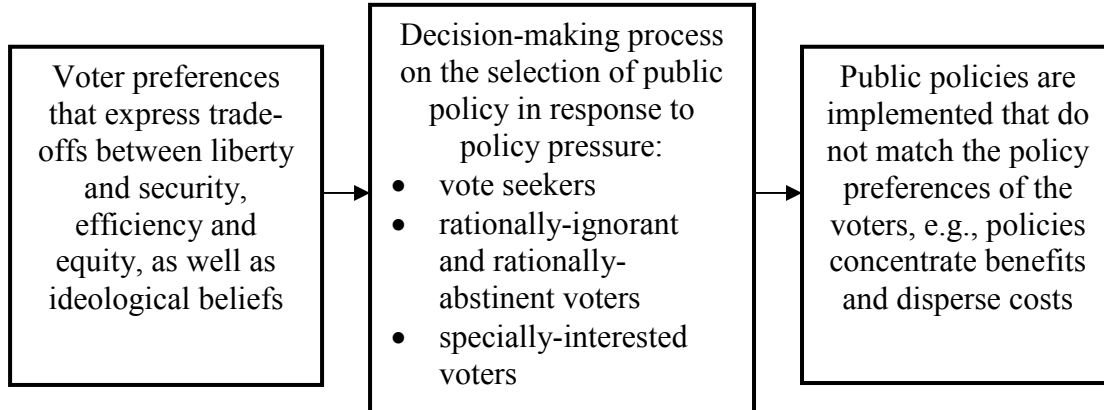 Voter preferences
that express trade-
offs between liberty
and security,
efficiency and
equity, as well as
ideological beliefs
Decision-making process
on the selection of public
policy in response to
policy pressure:
• vote seekers
• rationally-ignorant
and rationally-
abstinent voters
• specially-interested
voters
Public policies are
implemented that do
not match the policy
preferences of the
voters, e.g., policies
concentrate benefits
and disperse costs